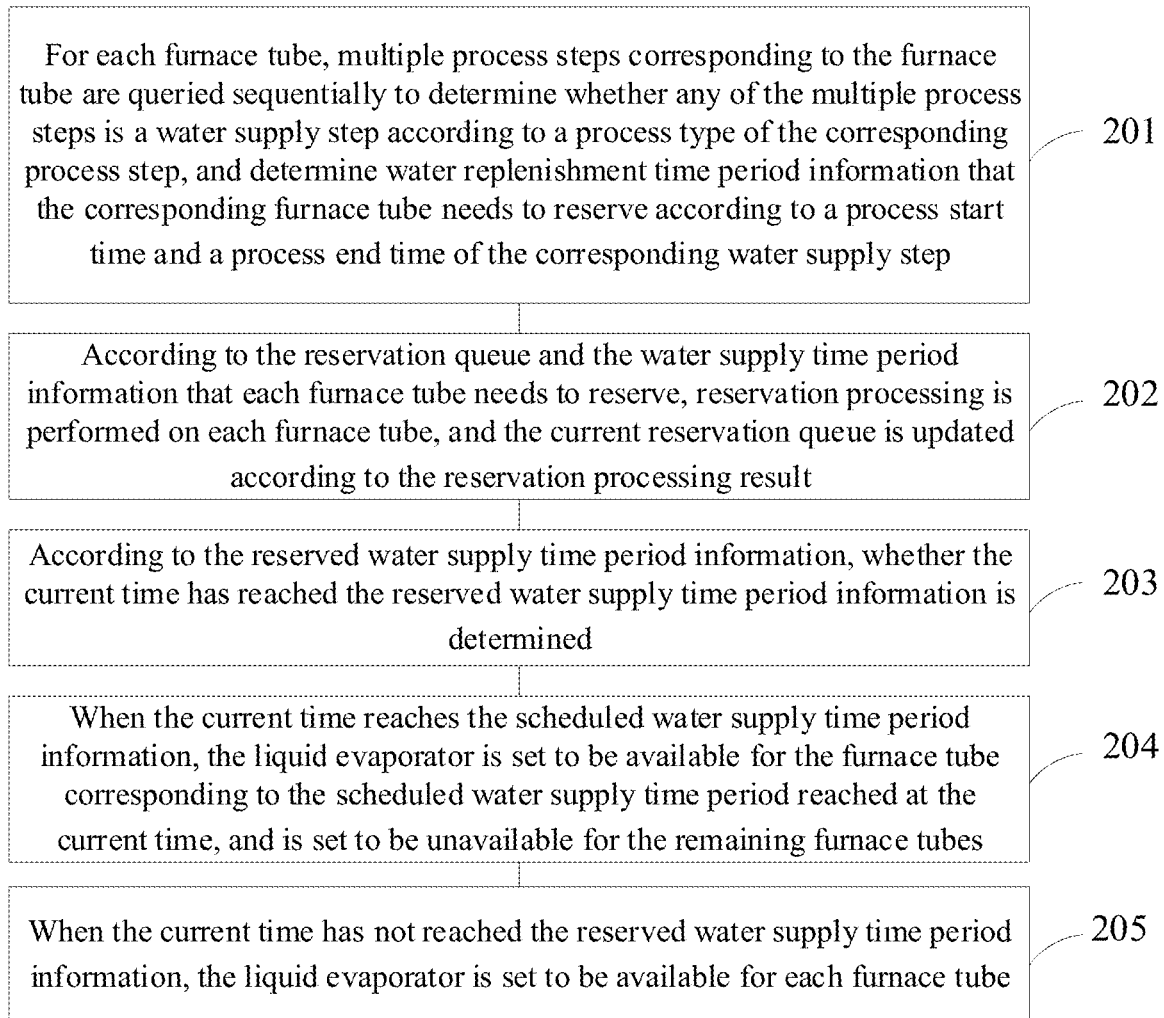 For each furnace tube, multiple process steps corresponding to the furnace
tube are queried sequentially to determine whether any of the multiple process
steps is a water supply step according to a process type of the corresponding
process step, and determine water replenishment time period information that
the corresponding furnace tube needs to reserve according to a process start
time and a process end time of the corresponding water supply step
201
According to the reservation queue and the water supply time period
information that each furnace tube needs to reserve, reservation processing is
performed on each furnace tube, and the current reservation queue is updated
according to the reservation processing result
202
According to the reserved water supply time period information, whether the
current time has reached the reserved water supply time period information is
determined
203
When the current time reaches the scheduled water supply time period
information, the liquid evaporator is set to be available for the furnace tube
corresponding to the scheduled water supply time period reached at the
current time, and is set to be unavailable for the remaining furnace tubes
204
When the current time has not reached the reserved water supply time period
information, the liquid evaporator is set to be available for each furnace tube
205